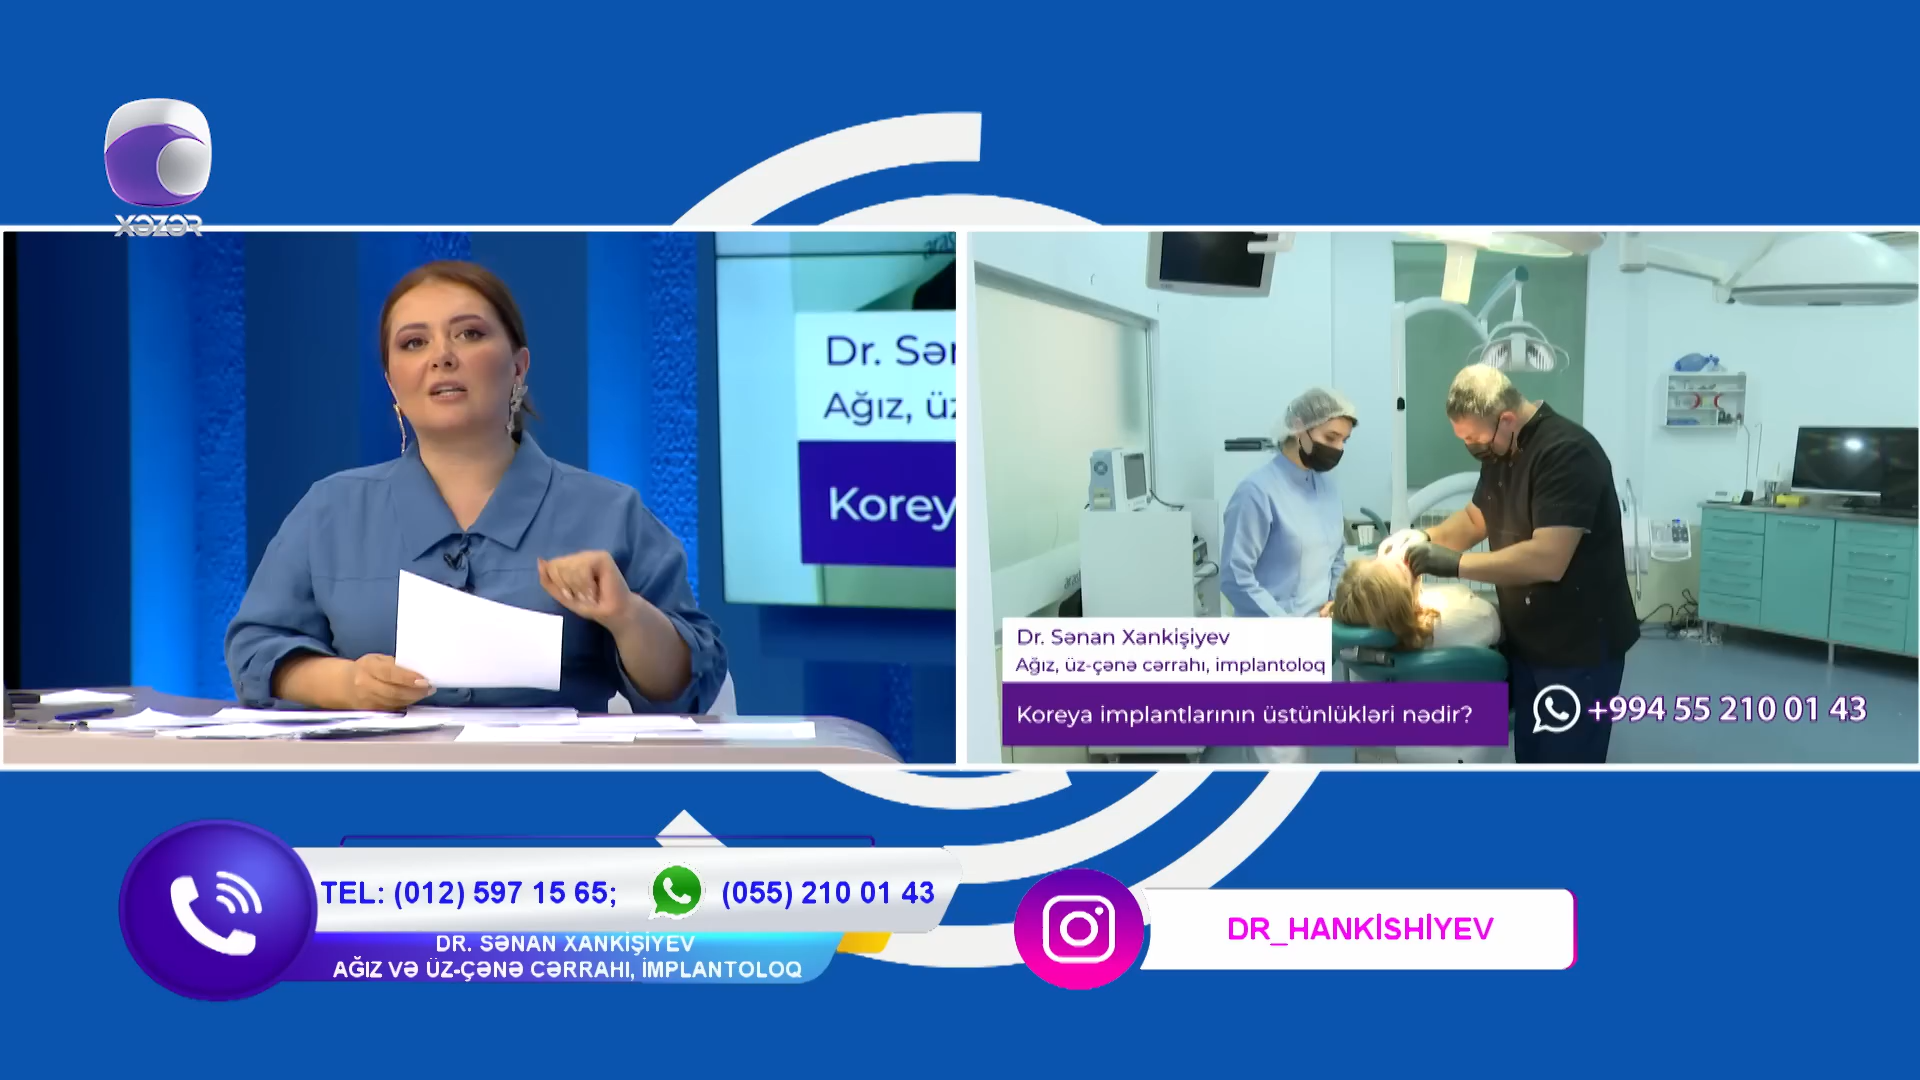 XƏZƏR
Dr. Sən
Ağız, üz
Korey
Dr. Sənan Xankişiyev
Ağız, üz-çənə cərrahı, implantoloq
Koreya implantlarının üstünlükləri nədir?
+994 55 210 01 43
TEL: (012) 597 15 65; (055) 210 01 43
DR. SƏNAN XANKİŞİYEV
AĞIZ VƏ ÜZ-ÇƏNƏ CƏRRAHI, İMPLANTOLOQ
DR_HANKİSHİYEV